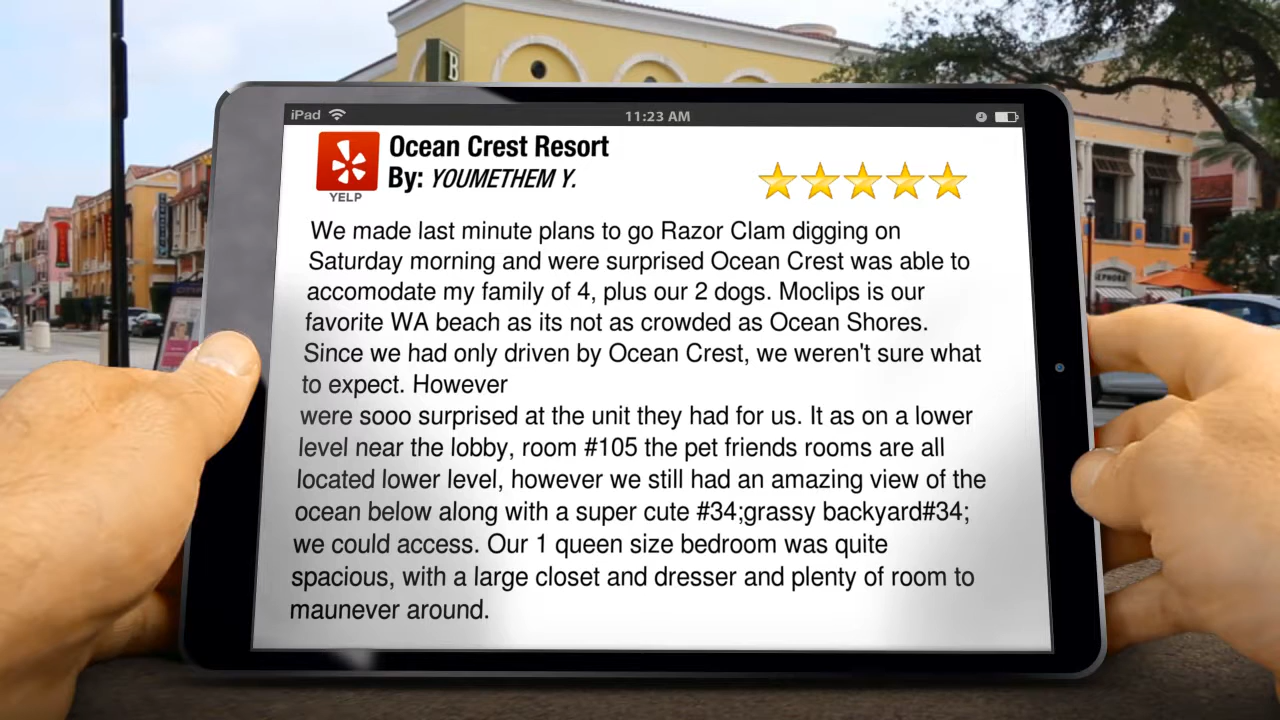 B
iPad
11:23 AM
Ocean Crest Resort
By: YOUMETHEM Y.
YELP
We made last minute plans to go Razor Clam digging on
Saturday morning and were surprised Ocean Crest was able to
accomodate my family of 4, plus our 2 dogs. Moclips is our
favorite WA beach as its not as crowded as Ocean Shores.
Since we had only driven by Ocean Crest, we weren't sure what
to expect. However
were sooo surprised at the unit they had for us. It as on a lower
level near the lobby, room #105 the pet friends rooms are all
located lower level, however we still had an amazing view of the
ocean below along with a super cute #34;grassy backyard#34;
we could access. Our 1 queen size bedroom was quite
spacious, with a large closet and dresser and plenty of room to
maunever around.